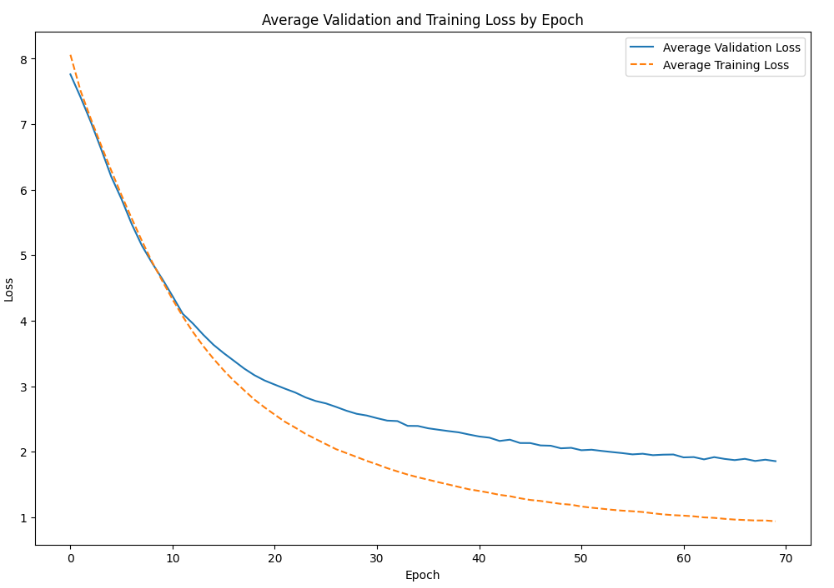 Average Validation and Training Loss by Epoch
Average Validation Loss
Average Training Loss
8
7
6
5
4
3
2
1
Loss
0 10 20 30 40 50 60 70
Epoch